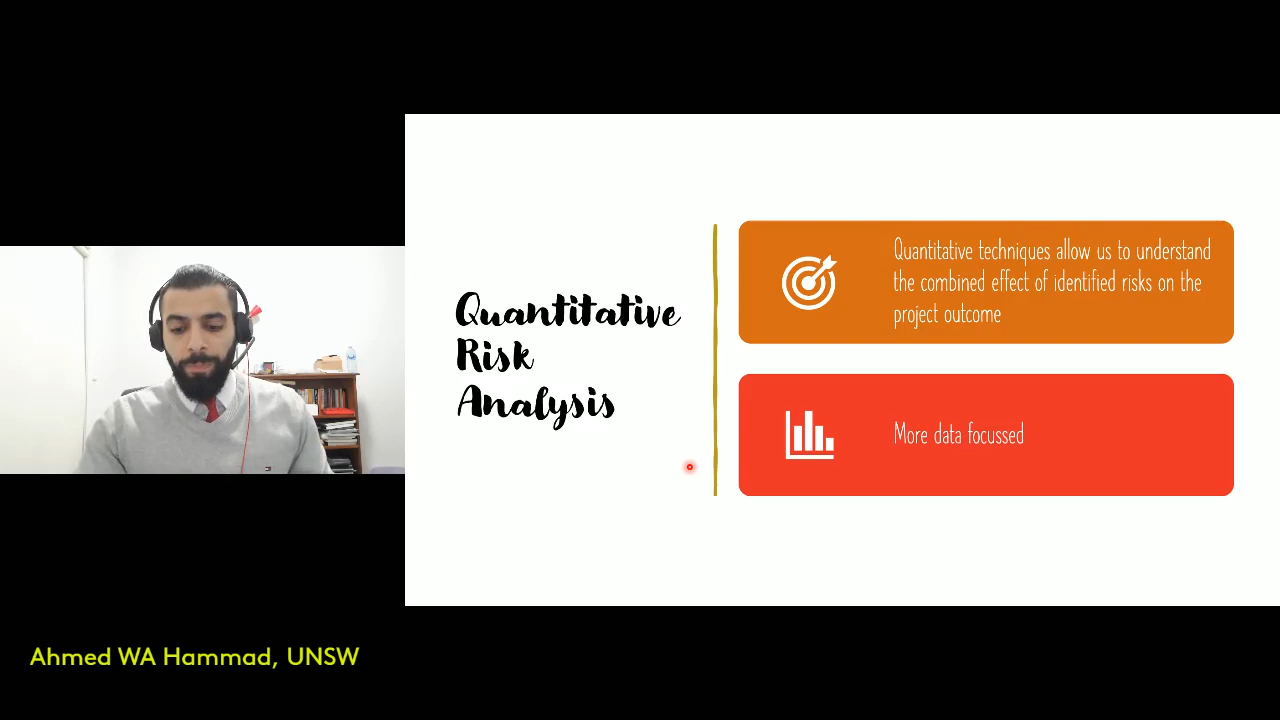 Quantitative
Risk
Analysis
Quantitative techniques allow us to understand
the combined effect of identified risks on the
project outcome
More data focussed
Ahmed WA Hammad, UNSW